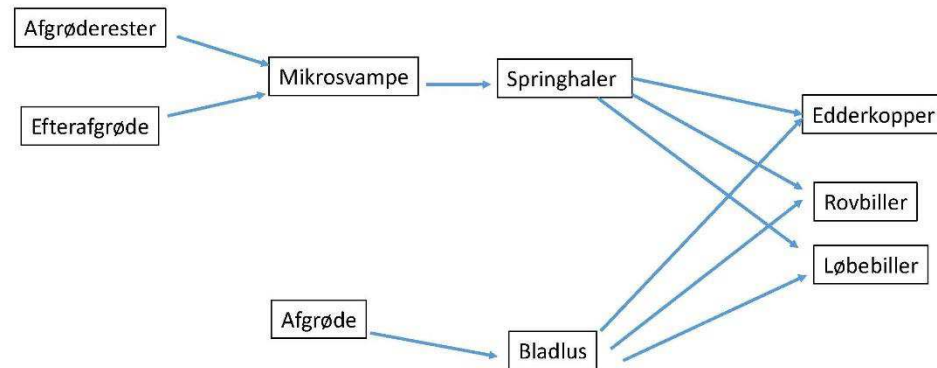 Afgrøderester
Mikrosvampe
Springhaler
Efterafgrøde
Edderkopper
Rovbiller
Løbebiller
Afgrøde
Bladlus